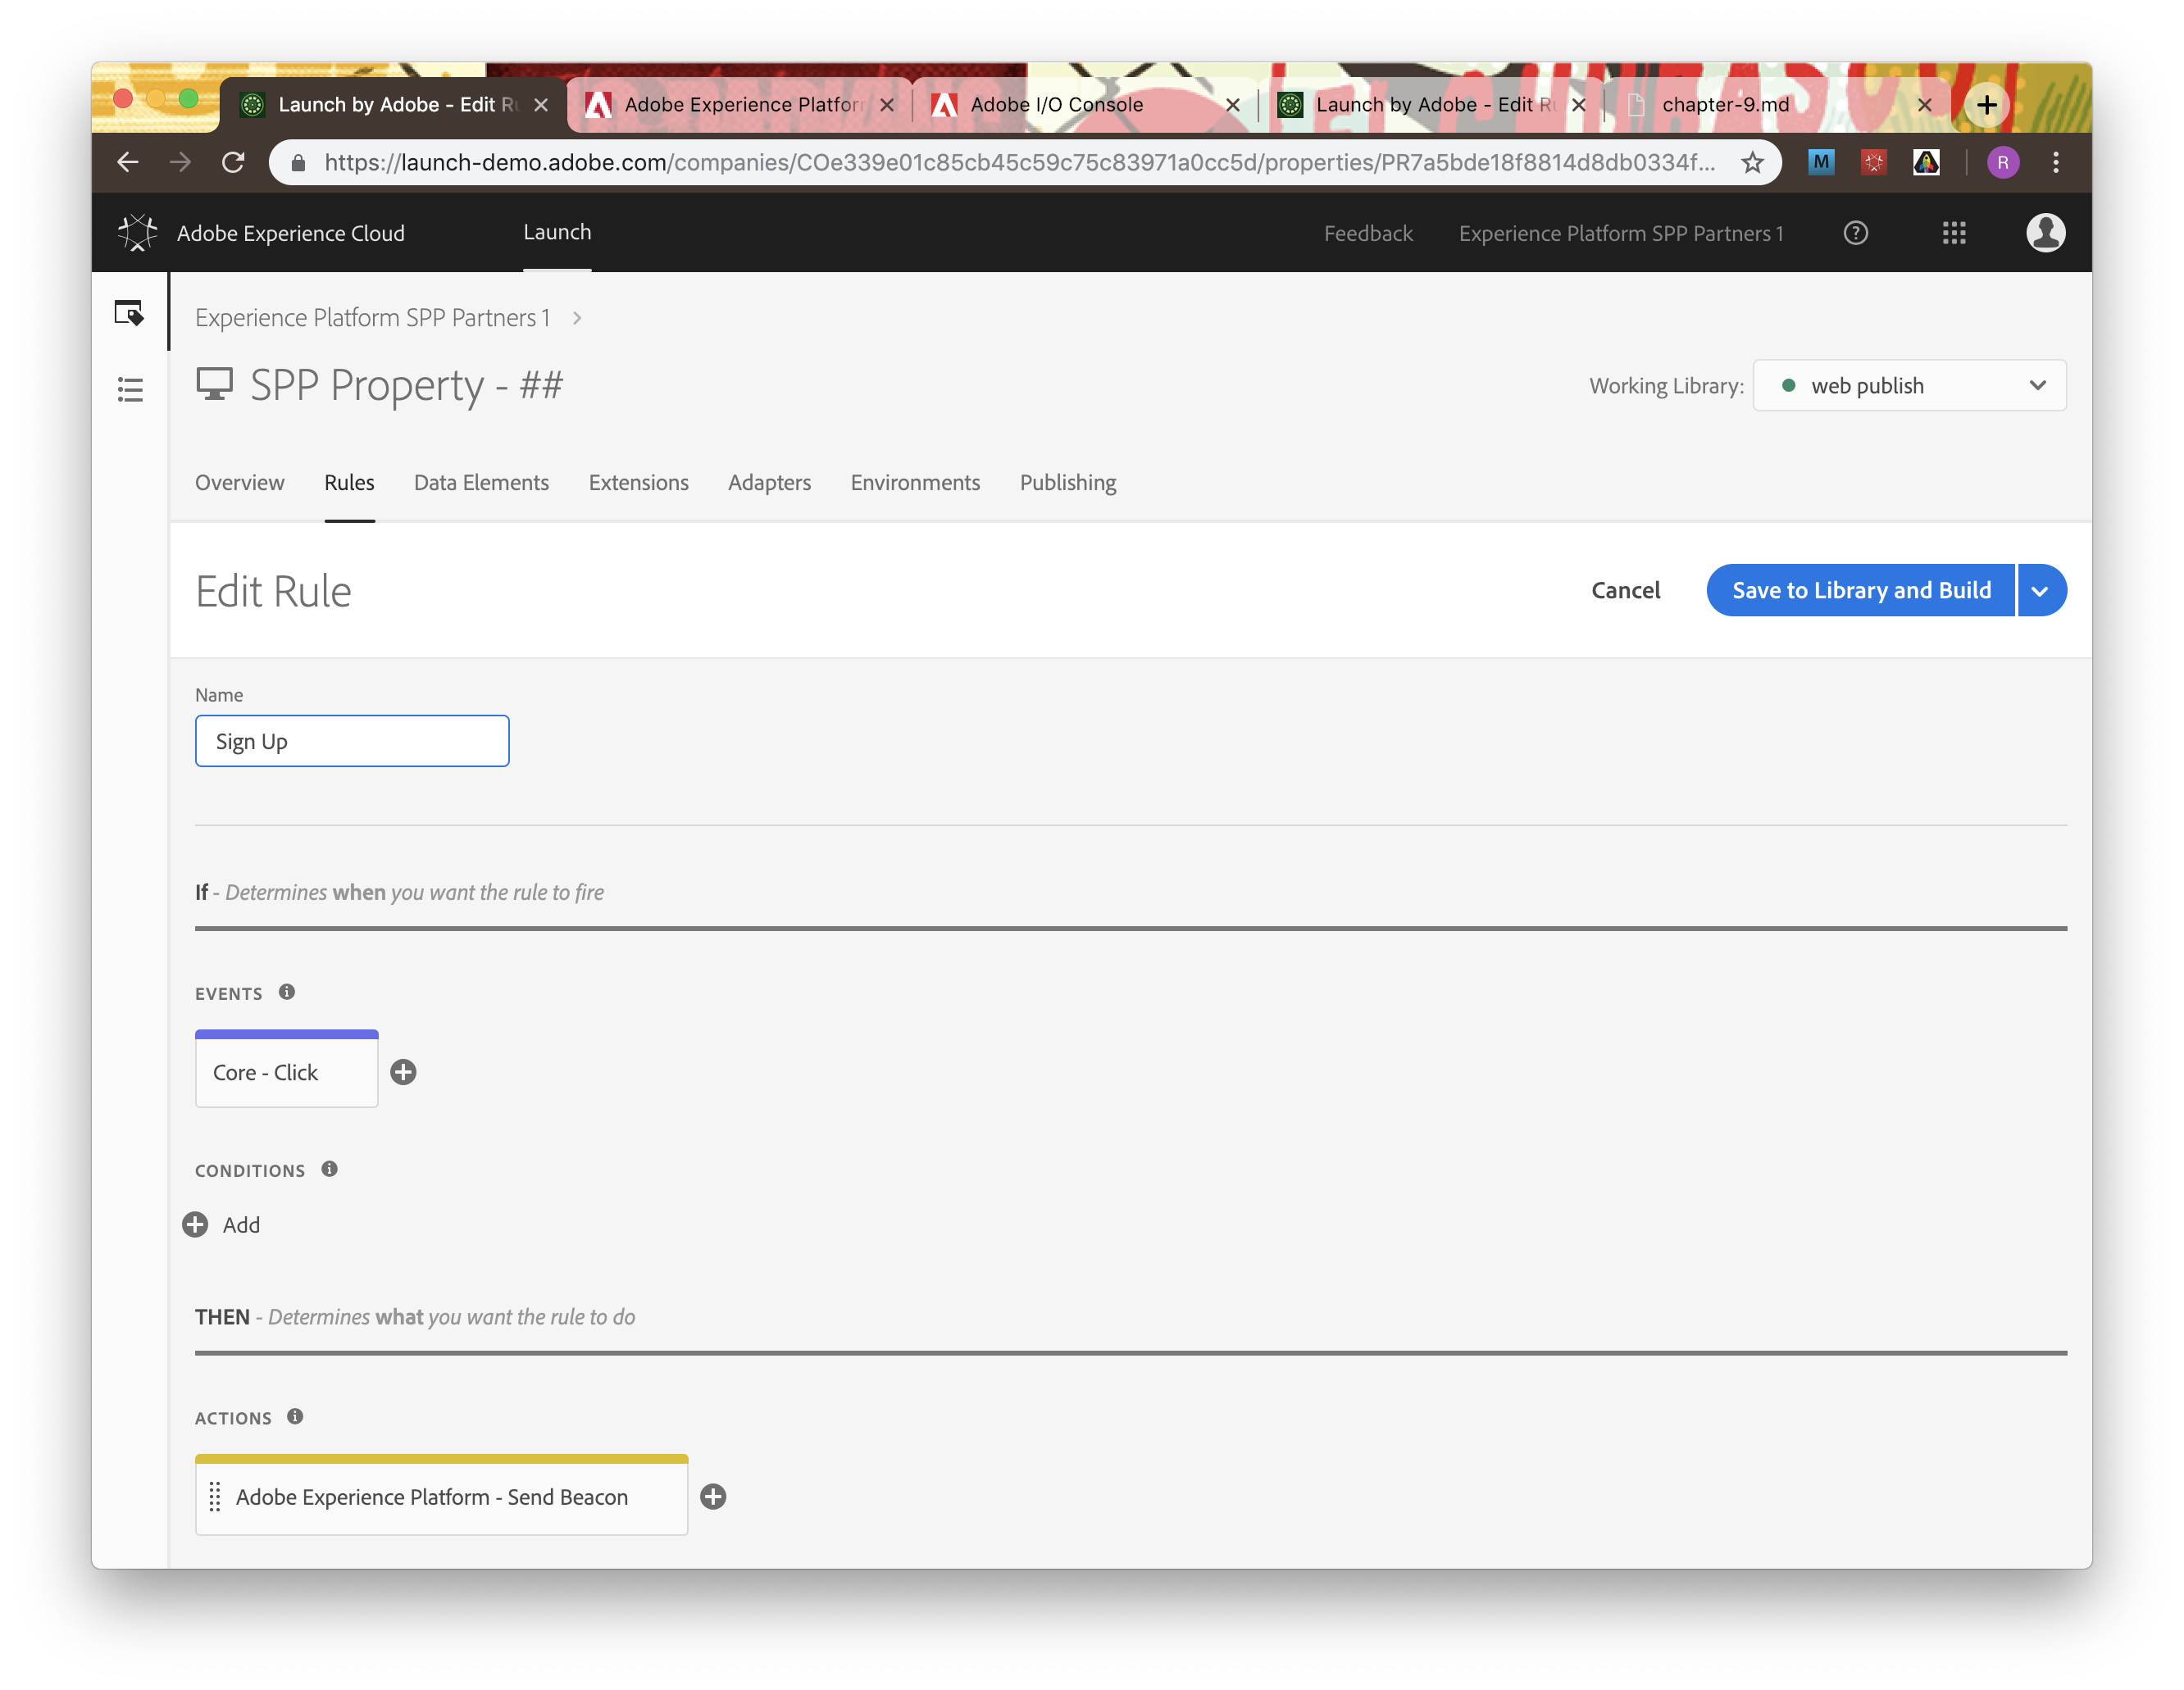 Launch by Adobe - Edit Ru
Adobe Experience Platfor
Adobe I/O Console
Launch by Adobe - Edit Ru
chapter-9.md
https://launch-demo.adobe.com/companies/COe339e01c85cb45c59c75c83971a0cc5d/properties/PR7a5bde18f8814d8db0334f...
M
R
Adobe Experience Cloud
Launch
Feedback
Experience Platform SPP Partners 1
Experience Platform SPP Partners 1
SPP Property - ##
Working Library:
web publish
Overview
Rules
Data Elements
Extensions
Adapters
Environments
Publishing
Edit Rule
Cancel
Save to Library and Build
Name
Sign Up
If - Determines when you want the rule to fire
EVENTS
Core - Click
CONDITIONS
Add
THEN - Determines what you want the rule to do
ACTIONS
Adobe Experience Platform - Send Beacon